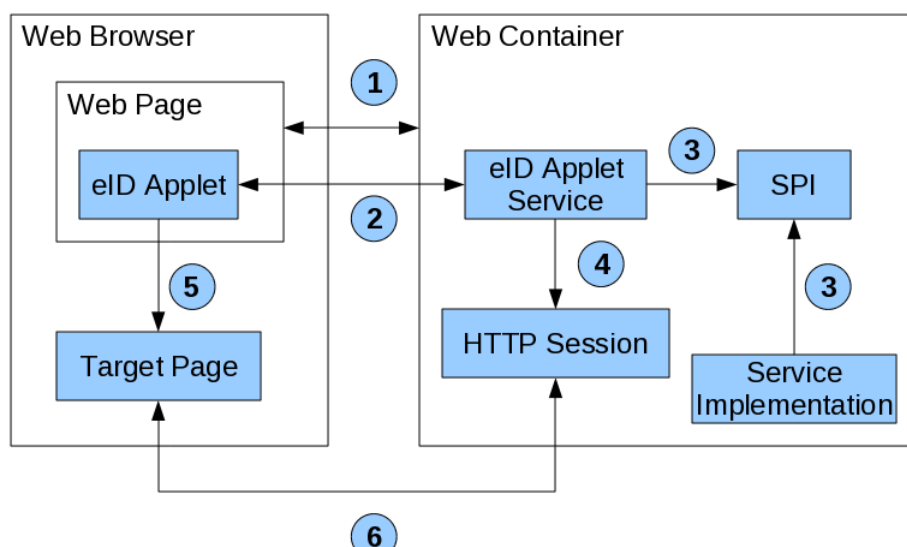 Web Browser
Web Container
Web Page
1
eID Applet
2
eID Applet
Service
3
SPI
5
4
3
Target Page
HTTP Session
Service
Implementation
6